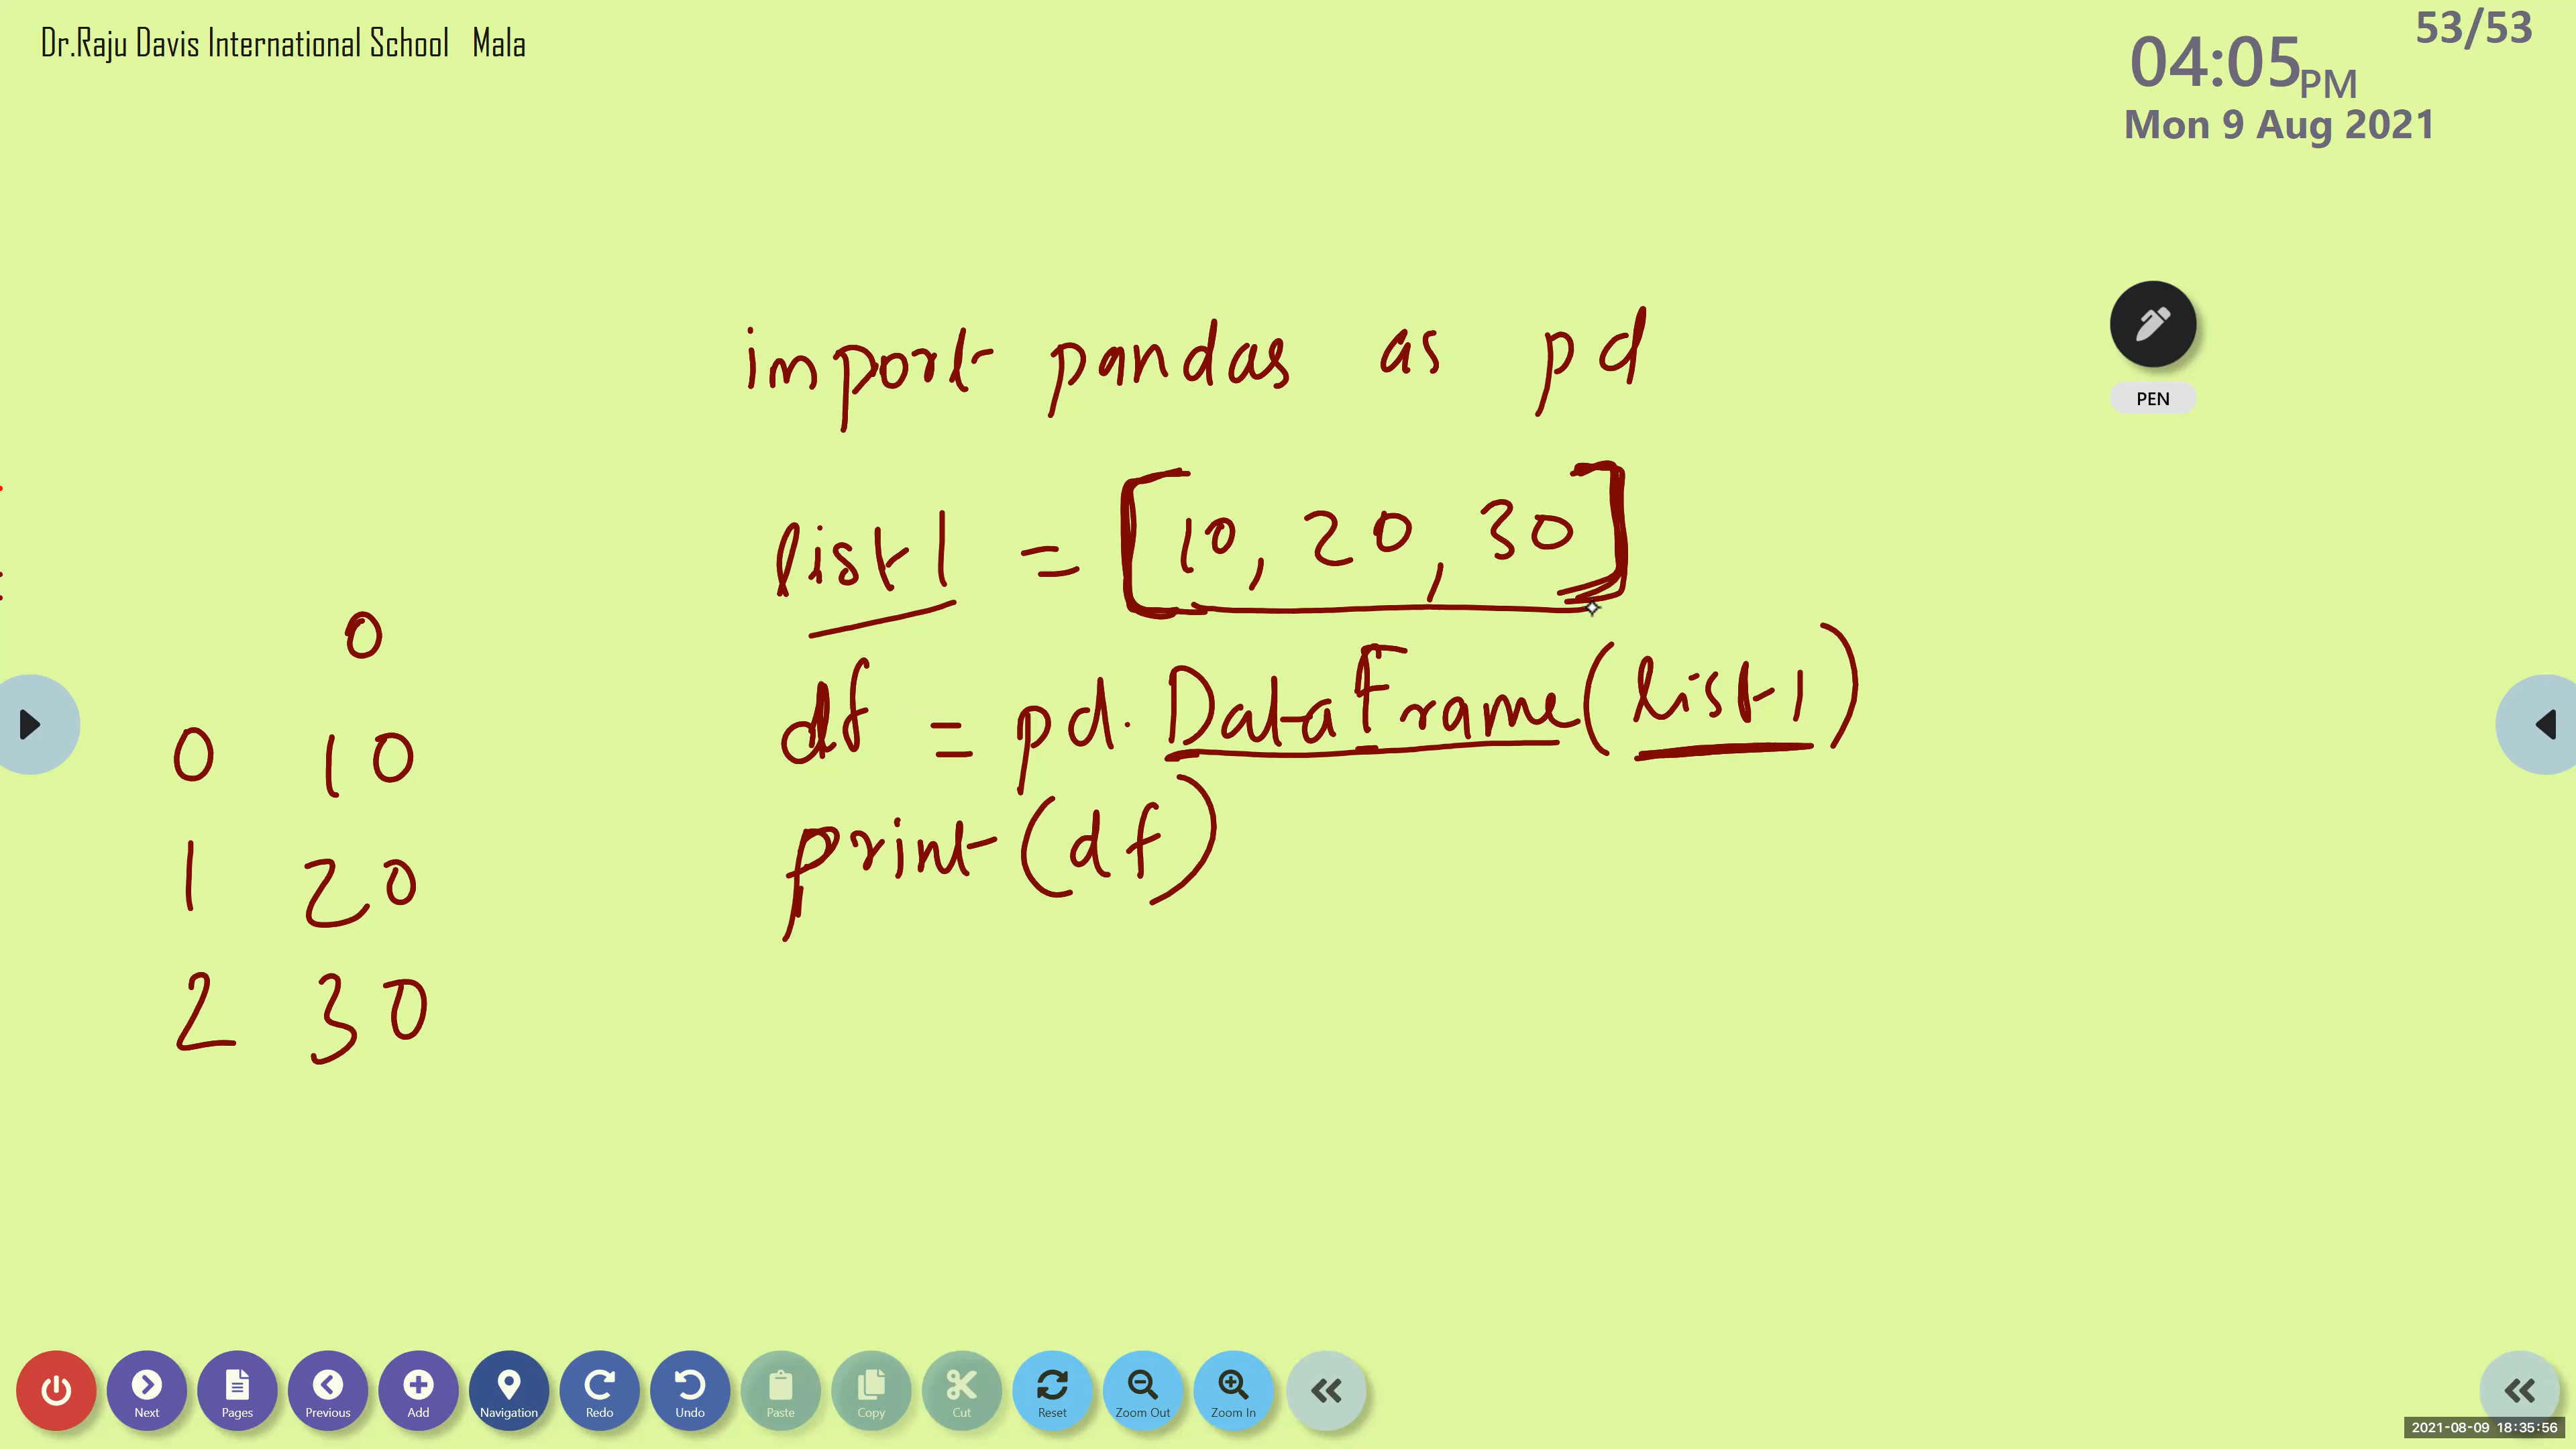 Dr.Raju Davis International School Mala
53/53
04:05PM
Mon 9 Aug 2021
import pandas as pd
PEN
list1 = [10, 20, 30]
df = pd.DataFrame(list1)
print(df)
0
0 10
1 20
2 30
Next Pages Previous Add Navigation Redo Undo Paste Copy Cut Reset Zoom Out Zoom In
2021-08-09 18:35:56